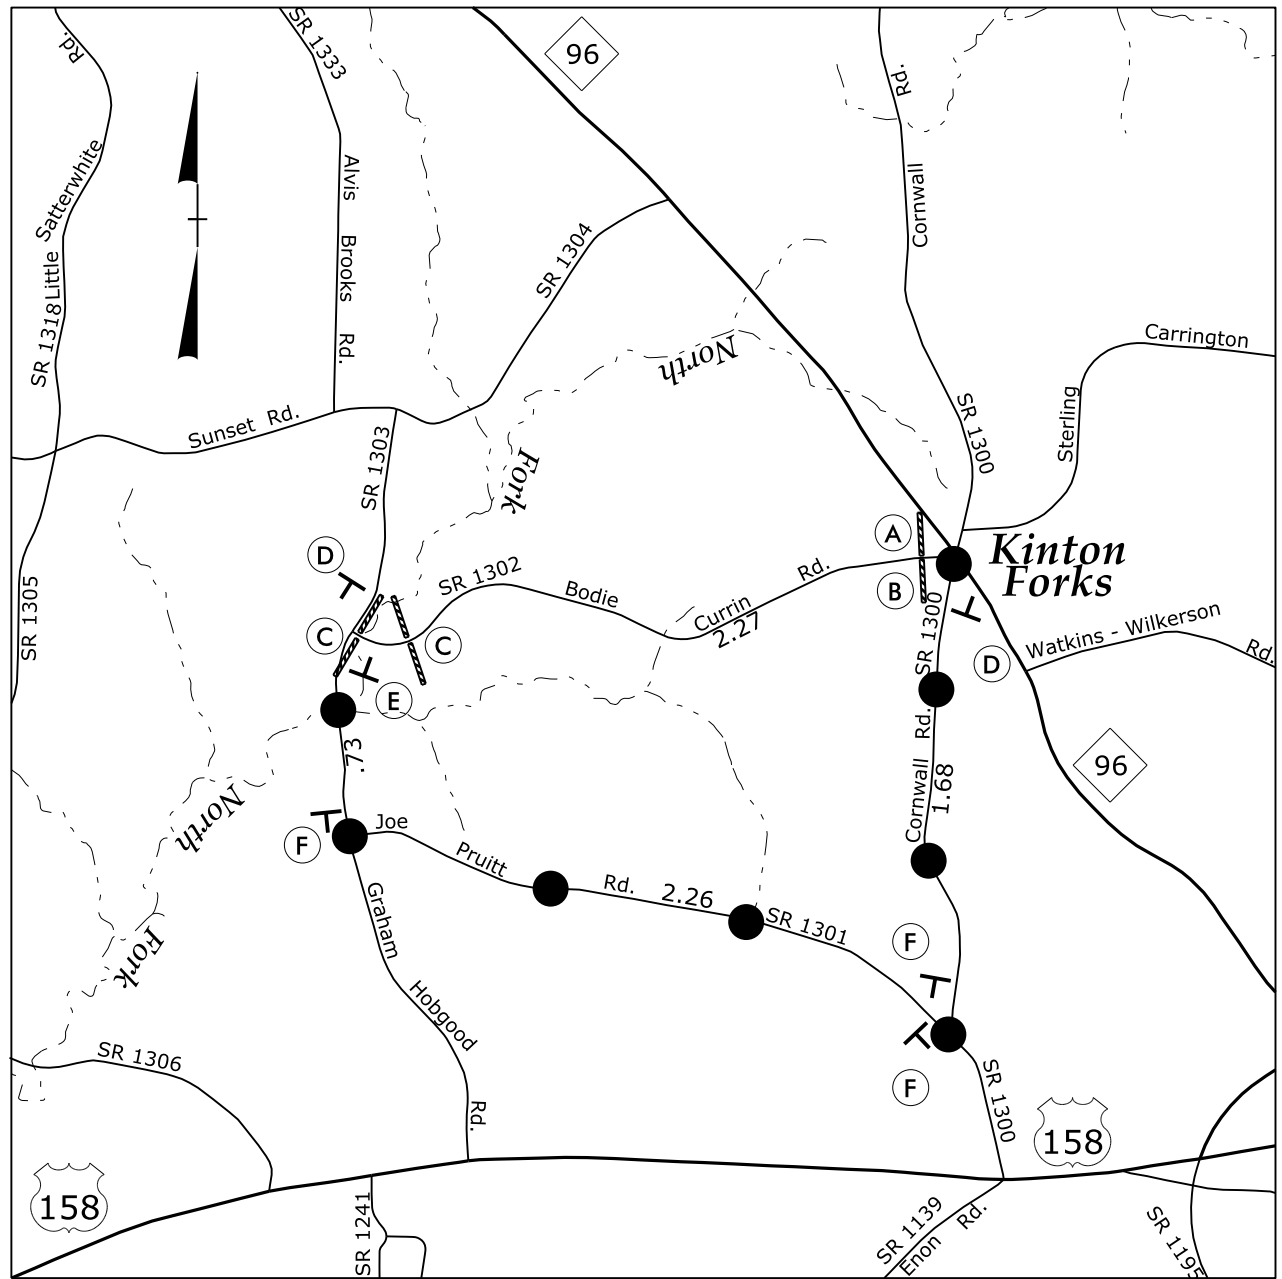 Rd.
Satterwhite
Little
SR 1318
SR 1333
Alvis Brooks Rd.
96
SR 1304
Rd.
Cornwall
SR 1300
Carrington
Sterling
North
Fork
Sunset Rd.
SR 1303
SR 1305
D
C
C
E
SR 1302
Bodie
Currin
Rd.
2.27
A
B
Kinton
Forks
SR 1300
D
Watkins - Wilkerson
Rd.
96
Rd.
Cornwall
1.68
.73
North
Fork
F
Joe
Pruitt
Rd.
2.26
SR 1301
F
F
Graham
Hobgood
Rd.
SR 1306
SR 1300
158
158
SR 1241
SR 1139
Enon Rd.
SR 1195